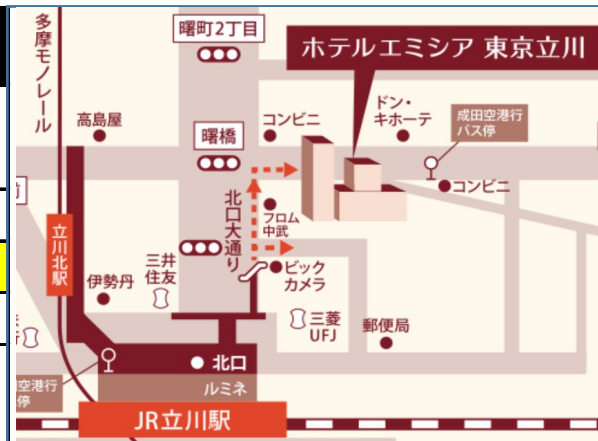 多摩モノレール
曙町2丁目
ホテルエミシア 東京立川
高島屋
曙橋
コンビニ
ドン・
キホーテ
成田空港行
バス停
コンビニ
北口大通り
フロム
中武
立川北駅
三井
住友
伊勢丹
ビック
カメラ
三菱
UFJ
郵便局
北口
空港行
停
ルミネ
JR立川駅